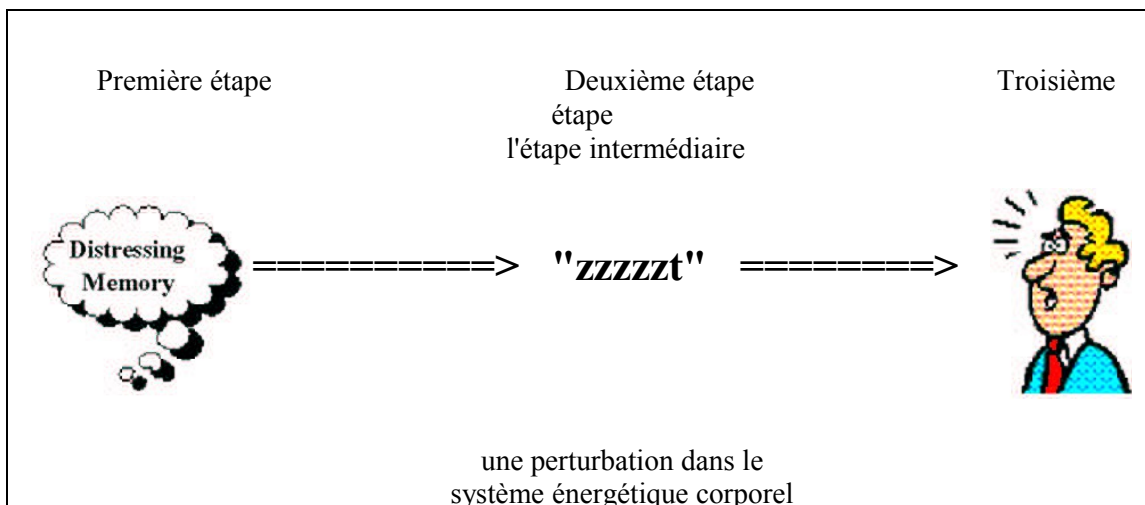 Première étape Deuxième étape Troisième
étape
l'étape intermédiaire
Distressing
Memory
==========> "zzzzzt" ========>
une perturbation dans le
système énergétique corporel